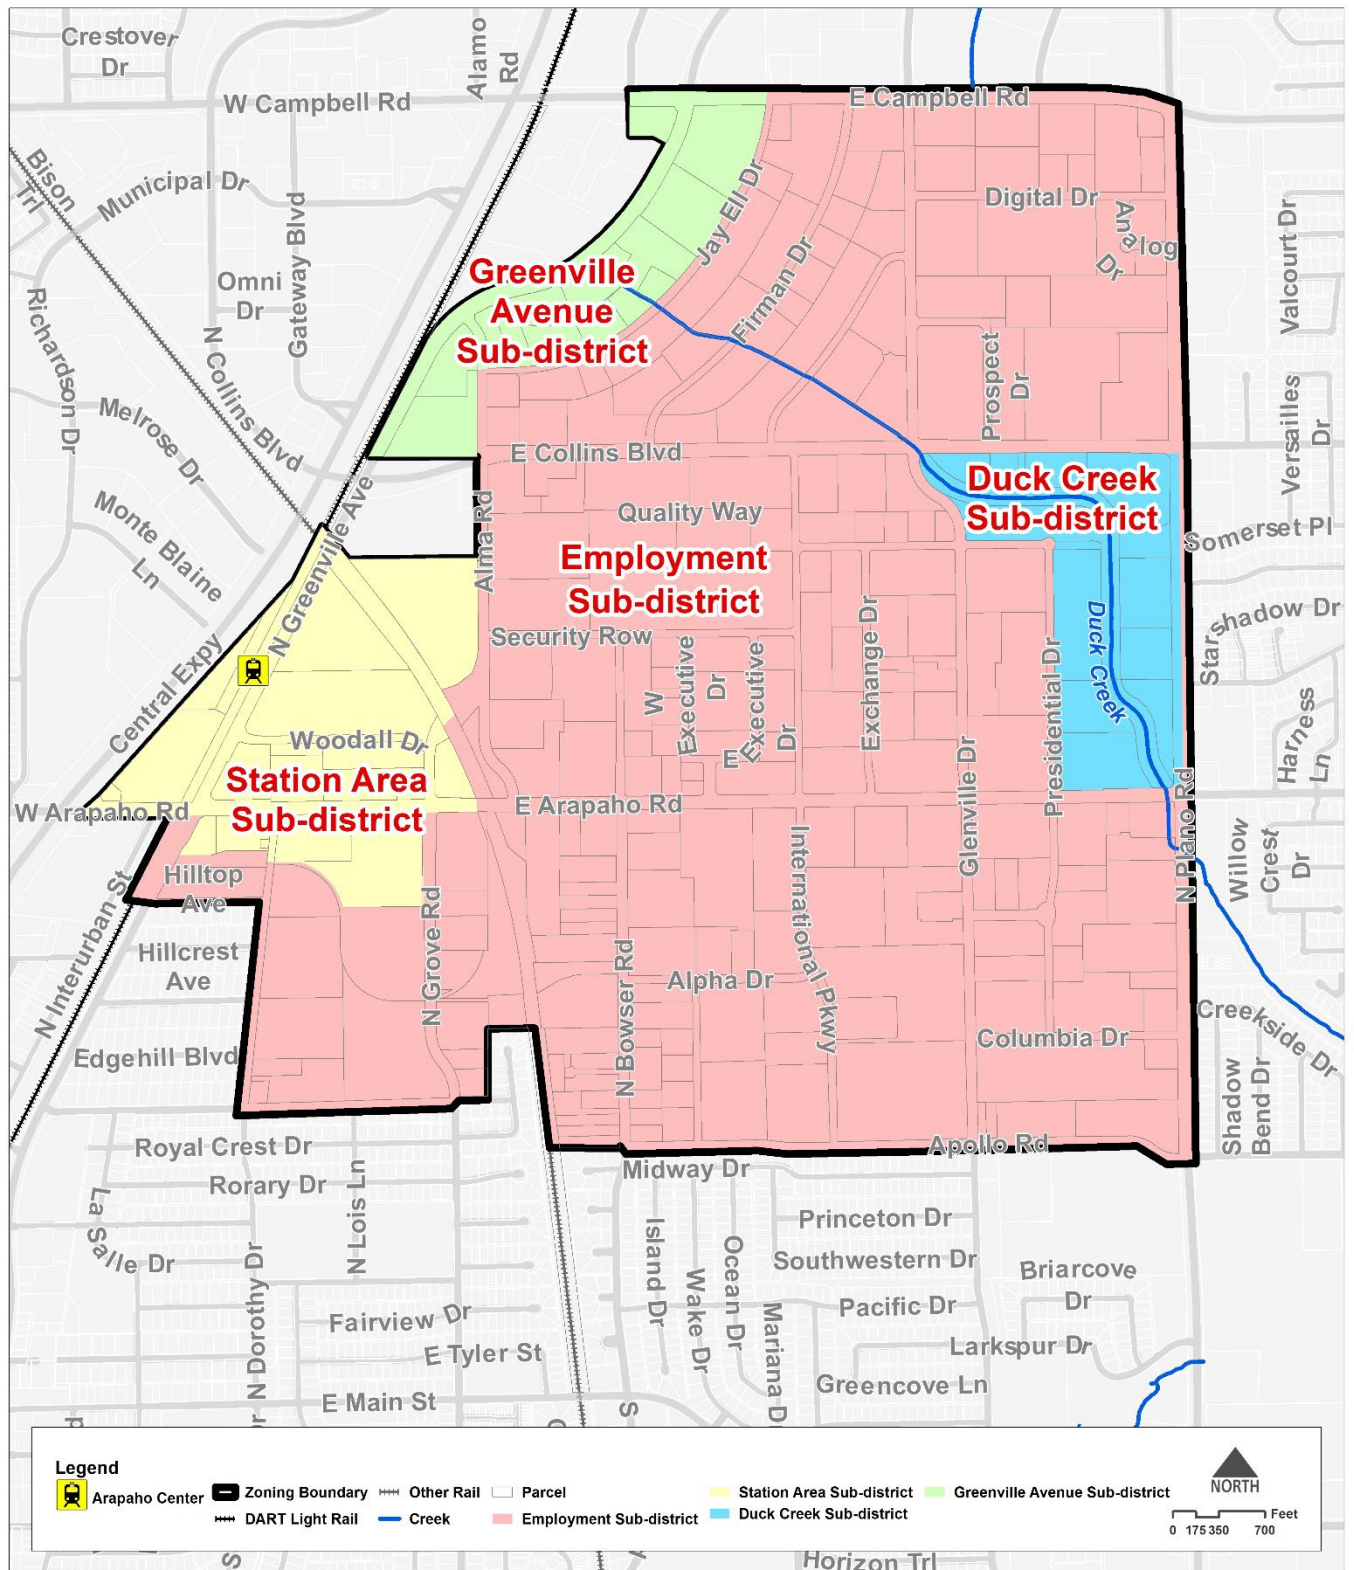 Crestover
Dr
Alamo
Rd
W Campbell Rd
E Campbell Rd
Bison
Trl
Municipal Dr
Gateway Blvd
Omni
Dr
N Collins Blvd
Richardson Dr
Melrose Dr
Monte Blaine
Ln
Jay Ell Dr
Firman Dr
Digital Dr
Analog
Dr
Valcourt Dr
Greenville
Avenue
Sub-district
Prospect
Dr
Versailles
Dr
E Collins Blvd
Quality Way
Alma Rd
N Greenville Ave
Duck Creek
Sub-district
Somerset Pl
Employment
Sub-district
Starshadow Dr
Security Row
W
Executive
Dr
E
Executive
Dr
Exchange Dr
Presidential Dr
Duck Creek
Harness
Ln
Central Expy
Woodall Dr
Station Area
Sub-district
W Arapaho Rd
E Arapaho Rd
Glenville Dr
N Plano Rd
International Pkwy
Willow
Crest
Dr
Hilltop
Ave
N Interurban St
Hillcrest
Ave
N Grove Rd
N Bowser Rd
Alpha Dr
Columbia Dr
Creekside Dr
Edgehill Blvd
Shadow
Bend Dr
Apollo Rd
Royal Crest Dr
Midway Dr
Rorary Dr
La Salle Dr
N Lois Ln
N Dorothy Dr
Princeton Dr
Southwestern Dr
Island Dr
Wake Dr
Ocean Dr
Mariana Dr
Briarcove
Dr
Pacific Dr
Fairview Dr
Larkspur Dr
E Tyler St
Greencove Ln
E Main St
S
Legend
Arapaho Center
Zoning Boundary
Other Rail
Parcel
Station Area Sub-district
Greenville Avenue Sub-district
DART Light Rail
Creek
Employment Sub-district
Duck Creek Sub-district
NORTH
Feet
0 175 350 700
S
Horizon Trl